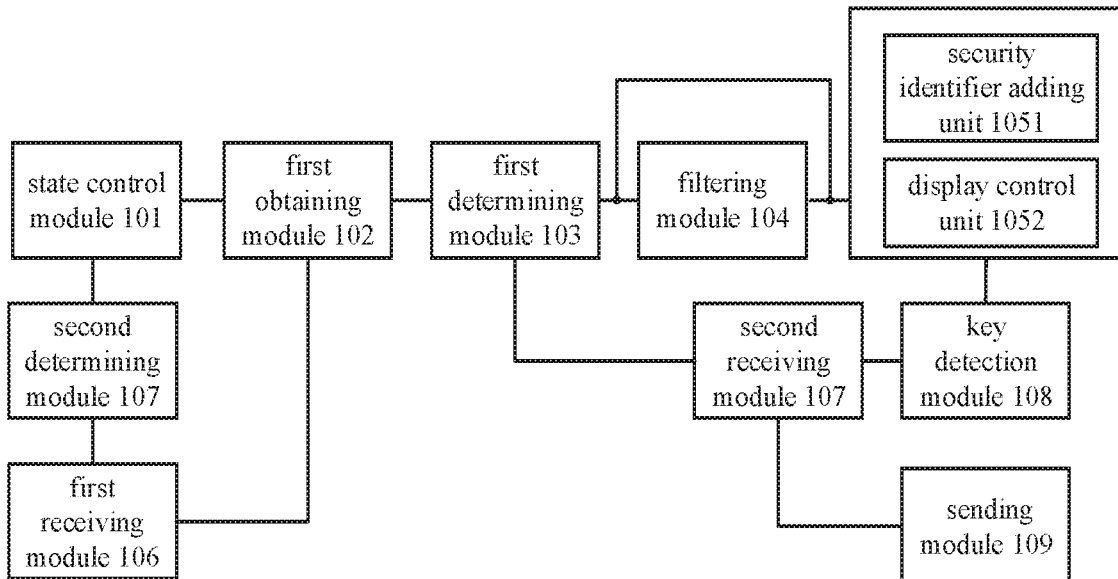 security
identifier adding
unit 1051
state control
module 101
first
obtaining
module 102
first
determining
module 103
filtering
module 104
display control
unit 1052
second
determining
module 107
second
receiving
module 107
key
detection
module 108
first
receiving
module 106
sending
module 109